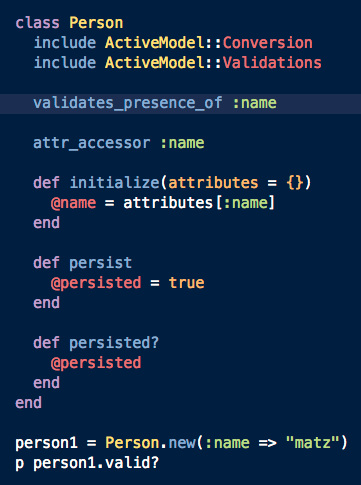 class Person
  include ActiveModel::Conversion
  include ActiveModel::Validations

  validates_presence_of :name

  attr_accessor :name

  def initialize(attributes = {})
    @name = attributes[:name]
  end

  def persist
    @persisted = true
  end

  def persisted?
    @persisted
  end
end

person1 = Person.new(:name => "matz")
p person1.valid?